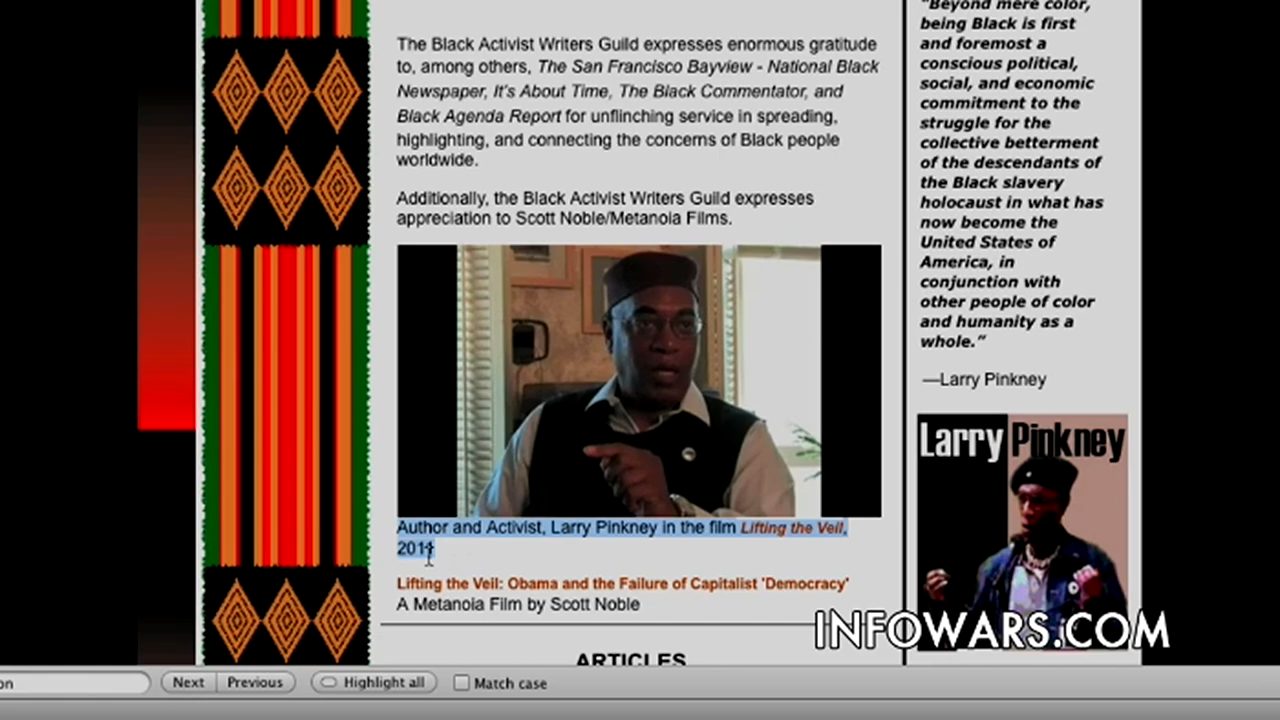 The Black Activist Writers Guild expresses enormous gratitude
to, among others, The San Francisco Bayview - National Black
Newspaper, It's About Time, The Black Commentator, and
Black Agenda Report for unflinching service in spreading,
highlighting, and connecting the concerns of Black people
worldwide.
Additionally, the Black Activist Writers Guild expresses
appreciation to Scott Noble/Metanoia Films.
Author and Activist, Larry Pinkney in the film Lifting the Veil,
2011
Lifting the Veil: Obama and the Failure of Capitalist 'Democracy'
A Metanoia Film by Scott Noble
ARTICLES
"Beyond mere color,
being Black is first
and foremost a
conscious political,
social, and economic
commitment to the
struggle for the
collective betterment
of the descendants of
the Black slavery
holocaust in what has
now become the
United States of
America, in
conjunction with
other people of color
and humanity as a
whole."
—Larry Pinkney
Larry Pinkney
INFOWARS.COM
on
Next Previous Highlight all Match case